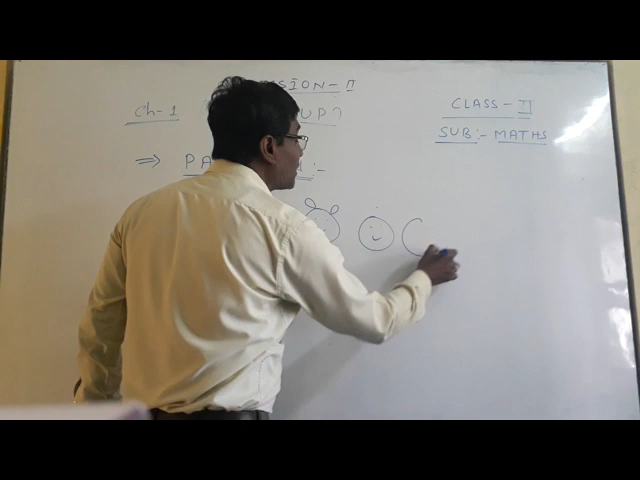 SION-II
Ch-1 UP?
CLASS-II
SUB:- MATHS
⇒ PA :-